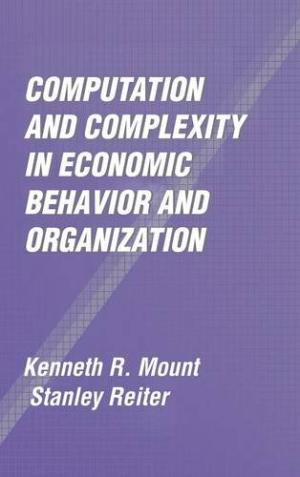 COMPUTATION
AND COMPLEXITY
IN ECONOMIC
BEHAVIOR AND
ORGANIZATION
Kenneth R. Mount
Stanley Reiter